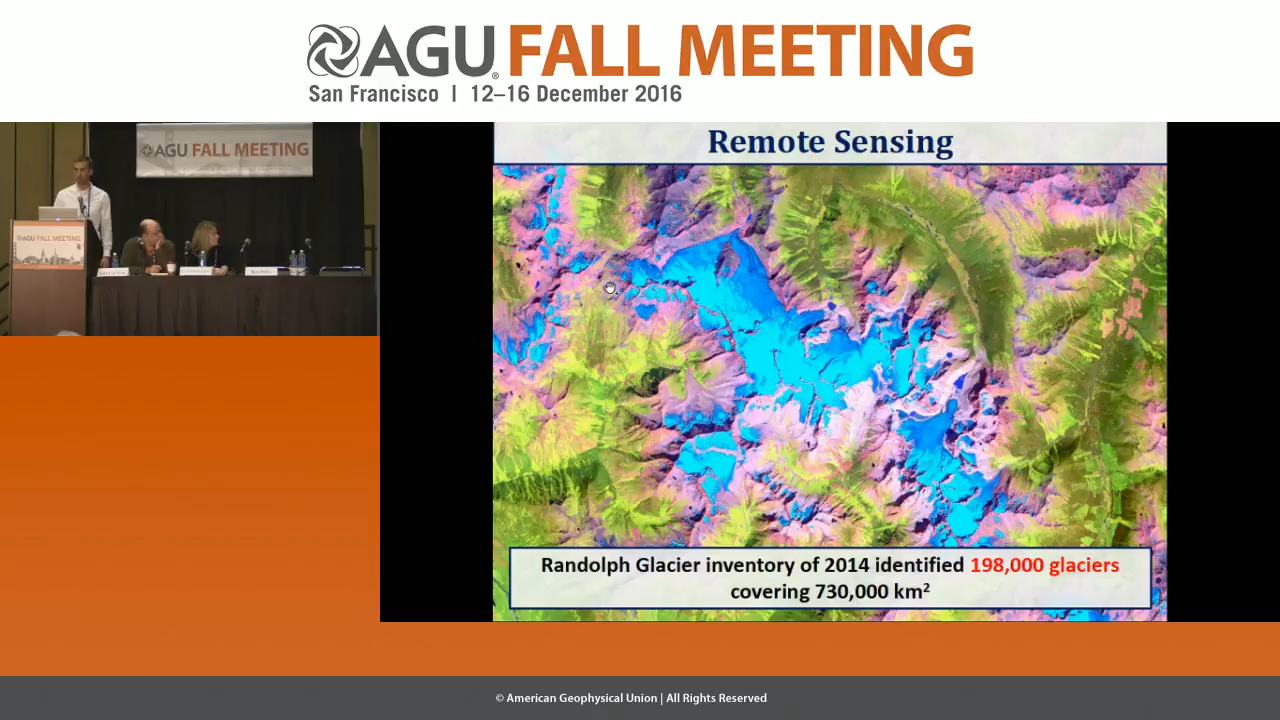 AGU FALL MEETING
San Francisco | 12–16 December 2016
AGU FALL MEETING
AGU FALL MEETING
Remote Sensing
Randolph Glacier inventory of 2014 identified 198,000 glaciers
covering 730,000 km²
© American Geophysical Union | All Rights Reserved